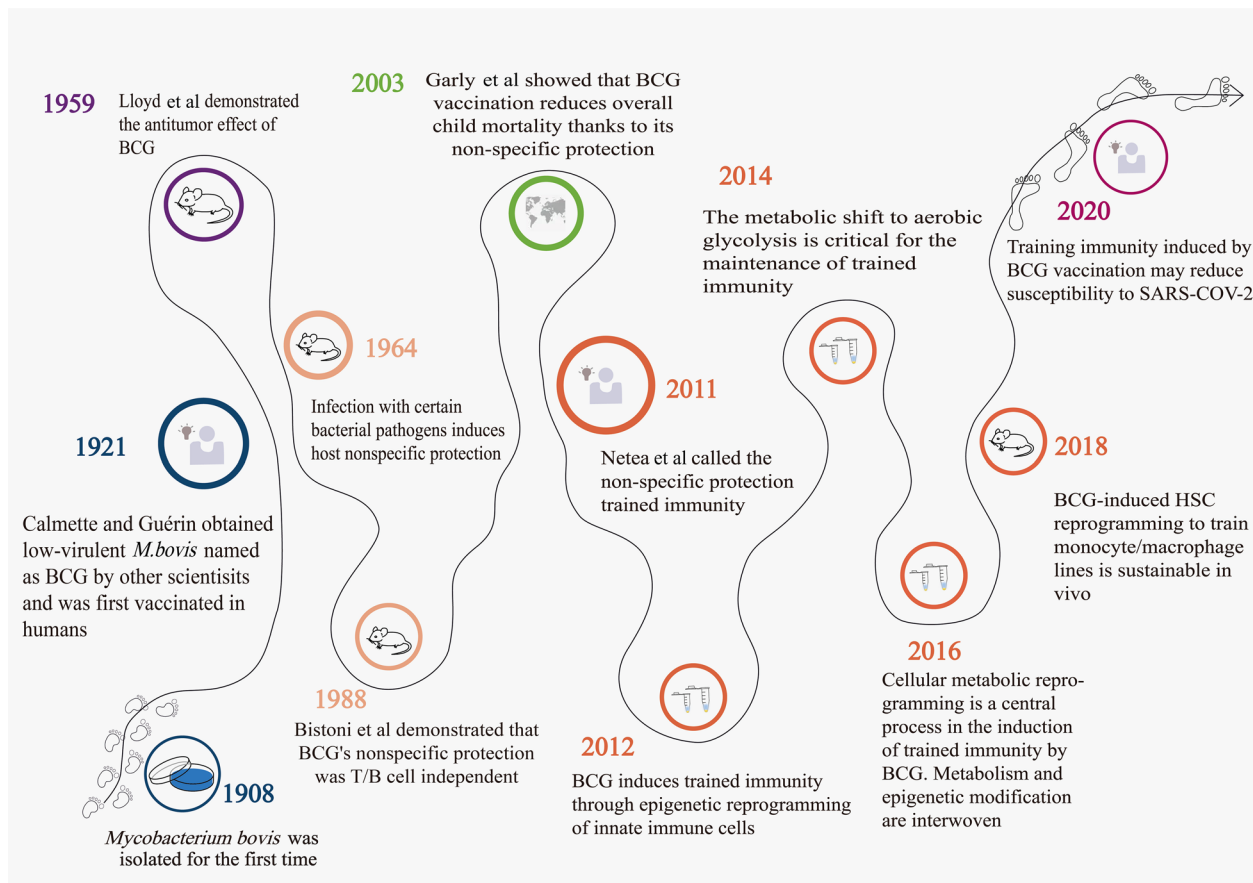 1908
Mycobacterium bovis was
isolated for the first time
1921
Calmette and Guérin obtained
low-virulent M.bovis named
as BCG by other scientisits
and was first vaccinated in
humans
1959
Lloyd et al demonstrated
the antitumor effect of
BCG
1964
Infection with certain
bacterial pathogens induces
host nonspecific protection
1988
Bistoni et al demonstrated that
BCG's nonspecific protection
was T/B cell independent
2003
Garly et al showed that BCG
vaccination reduces overall
child mortality thanks to its
non-specific protection
2011
Netea et al called the
non-specific protection
trained immunity
2012
BCG induces trained immunity
through epigenetic reprogramming
of innate immune cells
2014
The metabolic shift to aerobic
glycolysis is critical for the
maintenance of trained
immunity
2016
Cellular metabolic repro-
gramming is a central
process in the induction
of trained immunity by
BCG. Metabolism and
epigenetic modification
are interwoven
2018
BCG-induced HSC
reprogramming to train
monocyte/macrophage
lines is sustainable in
vivo
2020
Training immunity induced by
BCG vaccination may reduce
susceptibility to SARS-COV-2